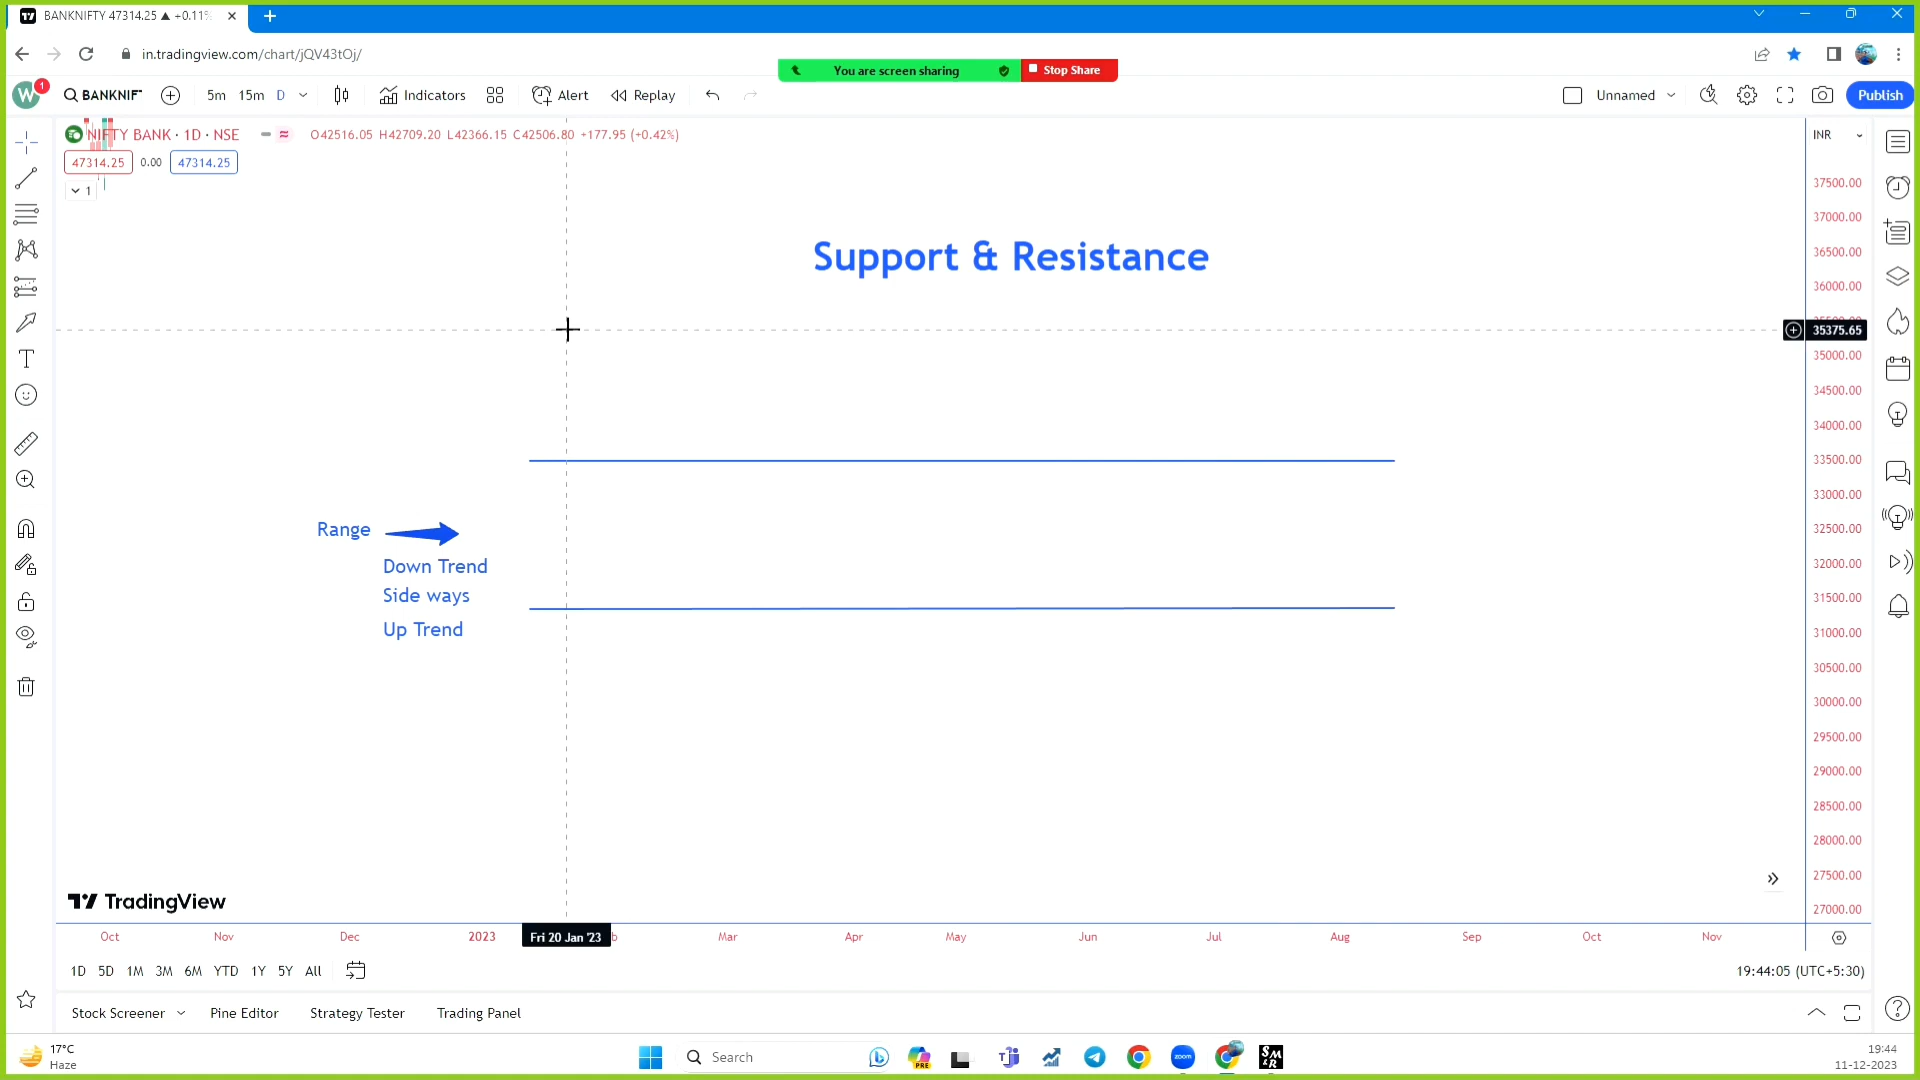 BANKNIFTY 47314.25 ▲ +0.11%
in.tradingview.com/chart/jQV43tOj/
You are screen sharing
Stop Share
W 1
BANKNIF
5m 15m D
Indicators
Alert
Replay
Unnamed
Publish
NIFTY BANK · 1D · NSE
O42516.05 H42709.20 L42366.15 C42506.80 +177.95 (+0.42%)
INR
47314.25 0.00 47314.25
1
Support & Resistance
37500.00
37000.00
36500.00
36000.00
35375.65
35000.00
34500.00
34000.00
33500.00
33000.00
32500.00
32000.00
31500.00
31000.00
30500.00
30000.00
29500.00
29000.00
28500.00
28000.00
27500.00
27000.00
Range
Down Trend
Side ways
Up Trend
TradingView
Oct Nov Dec 2023 Fri 20 Jan '23 Mar Apr May Jun Jul Aug Sep Oct Nov
1D 5D 1M 3M 6M YTD 1Y 5Y All
19:44:05 (UTC+5:30)
Stock Screener Pine Editor Strategy Tester Trading Panel
17°C
Haze
Search
PRE
zoom
SM&R
19:44
11-12-2023